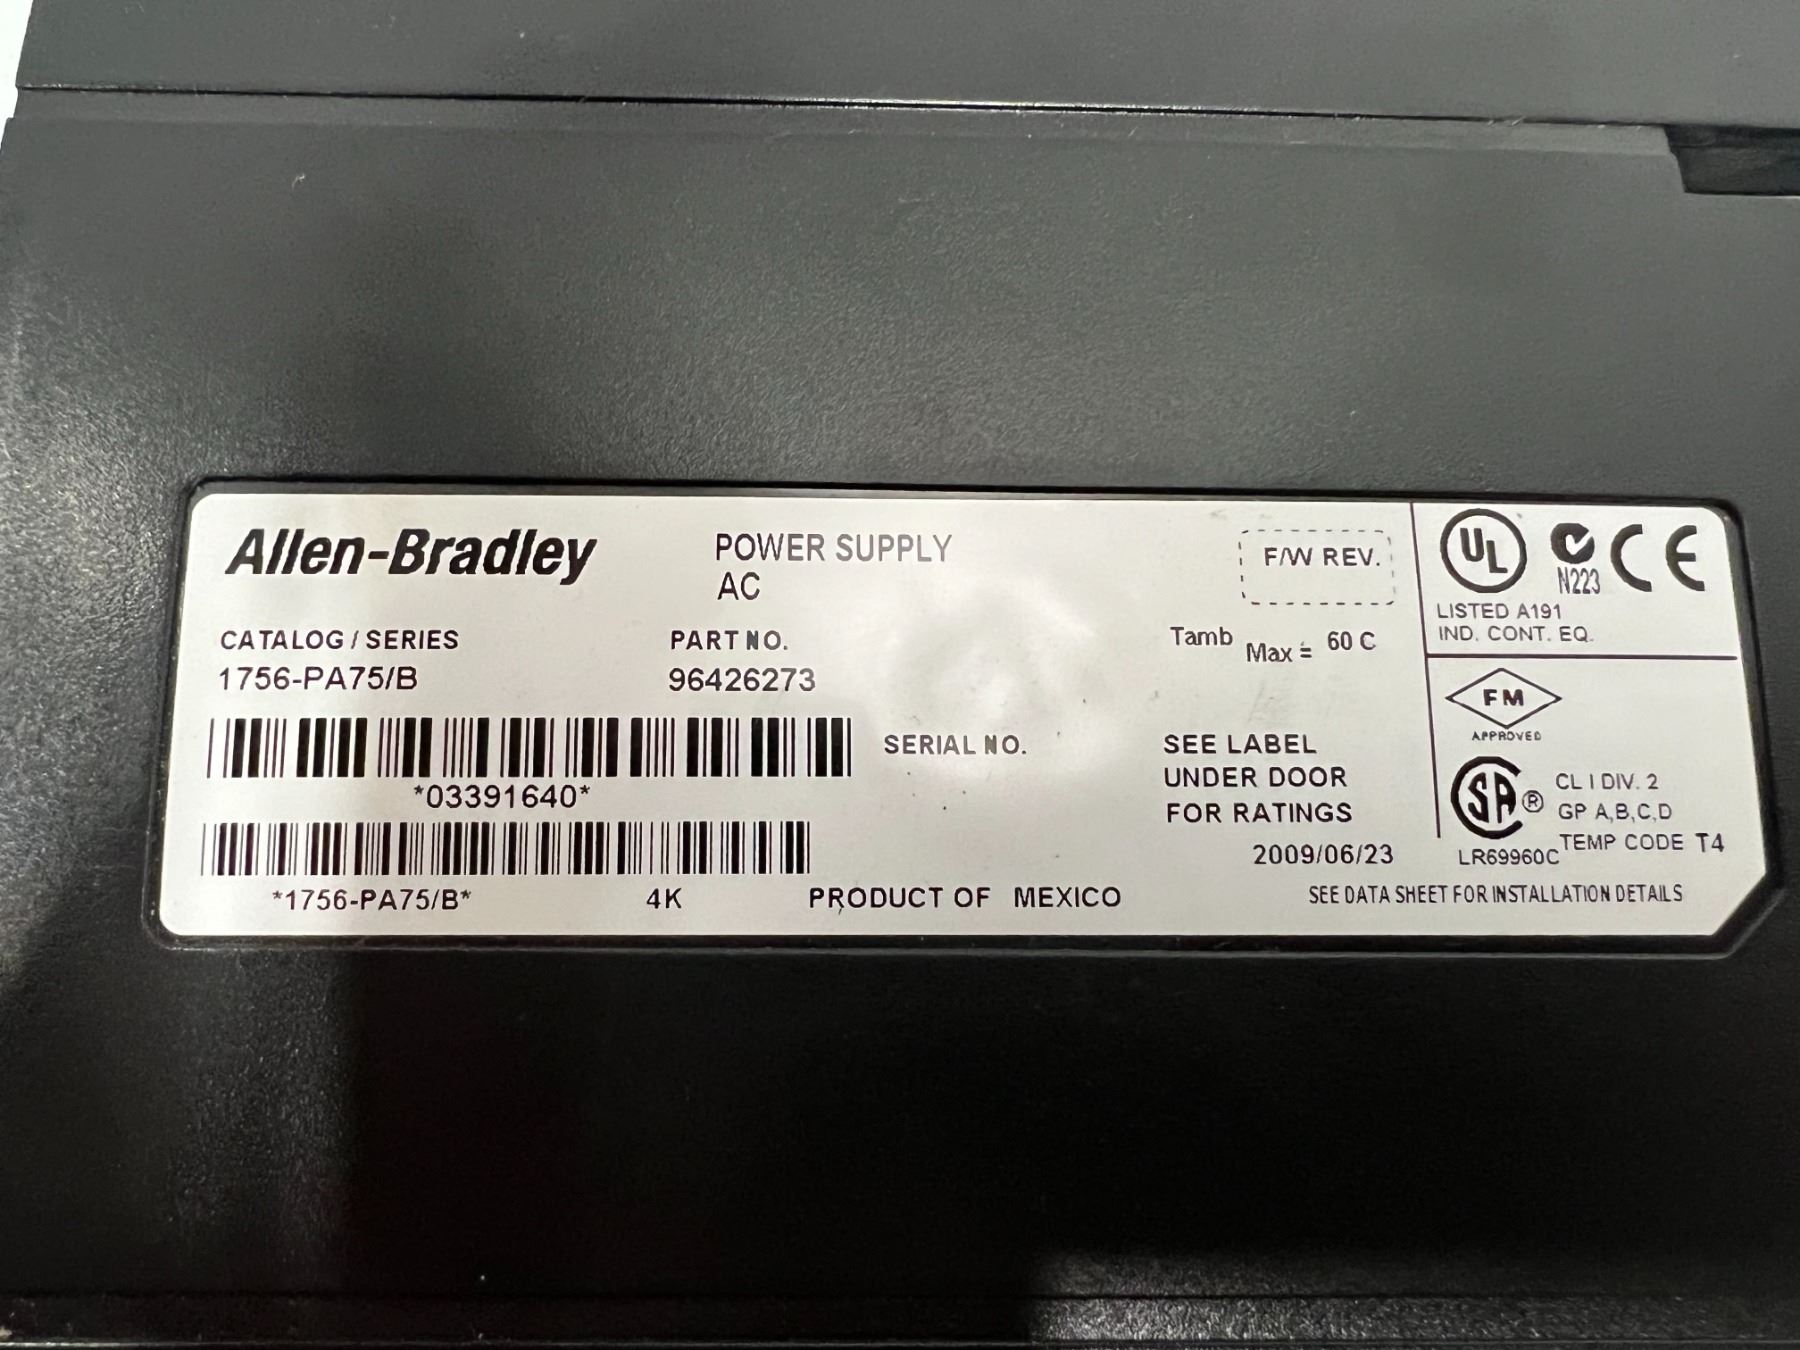 Allen-Bradley
POWER SUPPLY
AC
F/W REV.
CATALOG / SERIES
1756-PA75/B
PART NO.
96426273
Tamb Max = 60 C
*03391640*
SERIAL NO.
SEE LABEL
UNDER DOOR
FOR RATINGS
2009/06/23
*1756-PA75/B*
4K
PRODUCT OF MEXICO
UL
N223
CE
LISTED A191
IND. CONT. EQ.
FM
APPROVED
SA ®
CL I DIV. 2
GP A,B,C,D
TEMP CODE T4
LR69960C
SEE DATA SHEET FOR INSTALLATION DETAILS